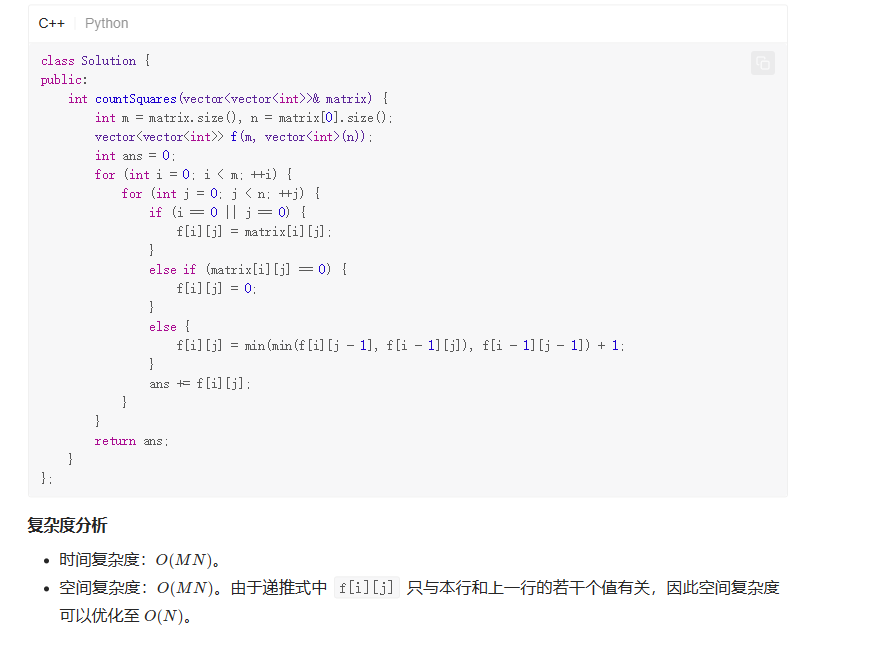 C++ Python
class Solution {
public:
    int countSquares(vector<vector<int>>& matrix) {
        int m = matrix.size(), n = matrix[0].size();
        vector<vector<int>> f(m, vector<int>(n));
        int ans = 0;
        for (int i = 0; i < m; ++i) {
            for (int j = 0; j < n; ++j) {
                if (i == 0 || j == 0) {
                    f[i][j] = matrix[i][j];
                }
                else if (matrix[i][j] == 0) {
                    f[i][j] = 0;
                }
                else {
                    f[i][j] = min(min(f[i][j - 1], f[i - 1][j]), f[i - 1][j - 1]) + 1;
                }
                ans += f[i][j];
            }
        }
        return ans;
    }
};
复杂度分析
• 时间复杂度：O(MN)。
• 空间复杂度：O(MN)。由于递推式中 f[i][j] 只与本行和上一行的若干个值有关，因此空间复杂度
可以优化至 O(N)。